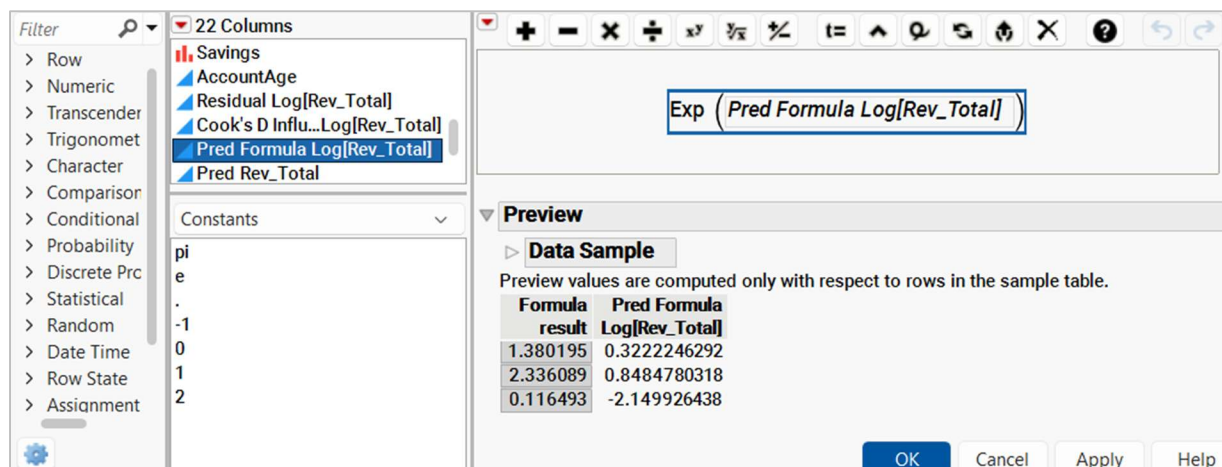 Filter
Row
Numeric
Transcender
Trigonomet
Character
Comparison
Conditional
Probability
Discrete Prc
Statistical
Random
Date Time
Row State
Assignment
22 Columns
Savings
AccountAge
Residual Log[Rev_Total]
Cook's D Influ...Log[Rev_Total]
Pred Formula Log[Rev_Total]
Pred Rev_Total
Constants
pi
e
.
-1
0
1
2
xy
y√x
+/-
t=
?
Exp (Pred Formula Log[Rev_Total])
Preview
Data Sample
Preview values are computed only with respect to rows in the sample table.
Formula Pred Formula
result Log[Rev_Total]
1.380195 0.3222246292
2.336089 0.8484780318
0.116493 -2.149926438
OK Cancel Apply Help